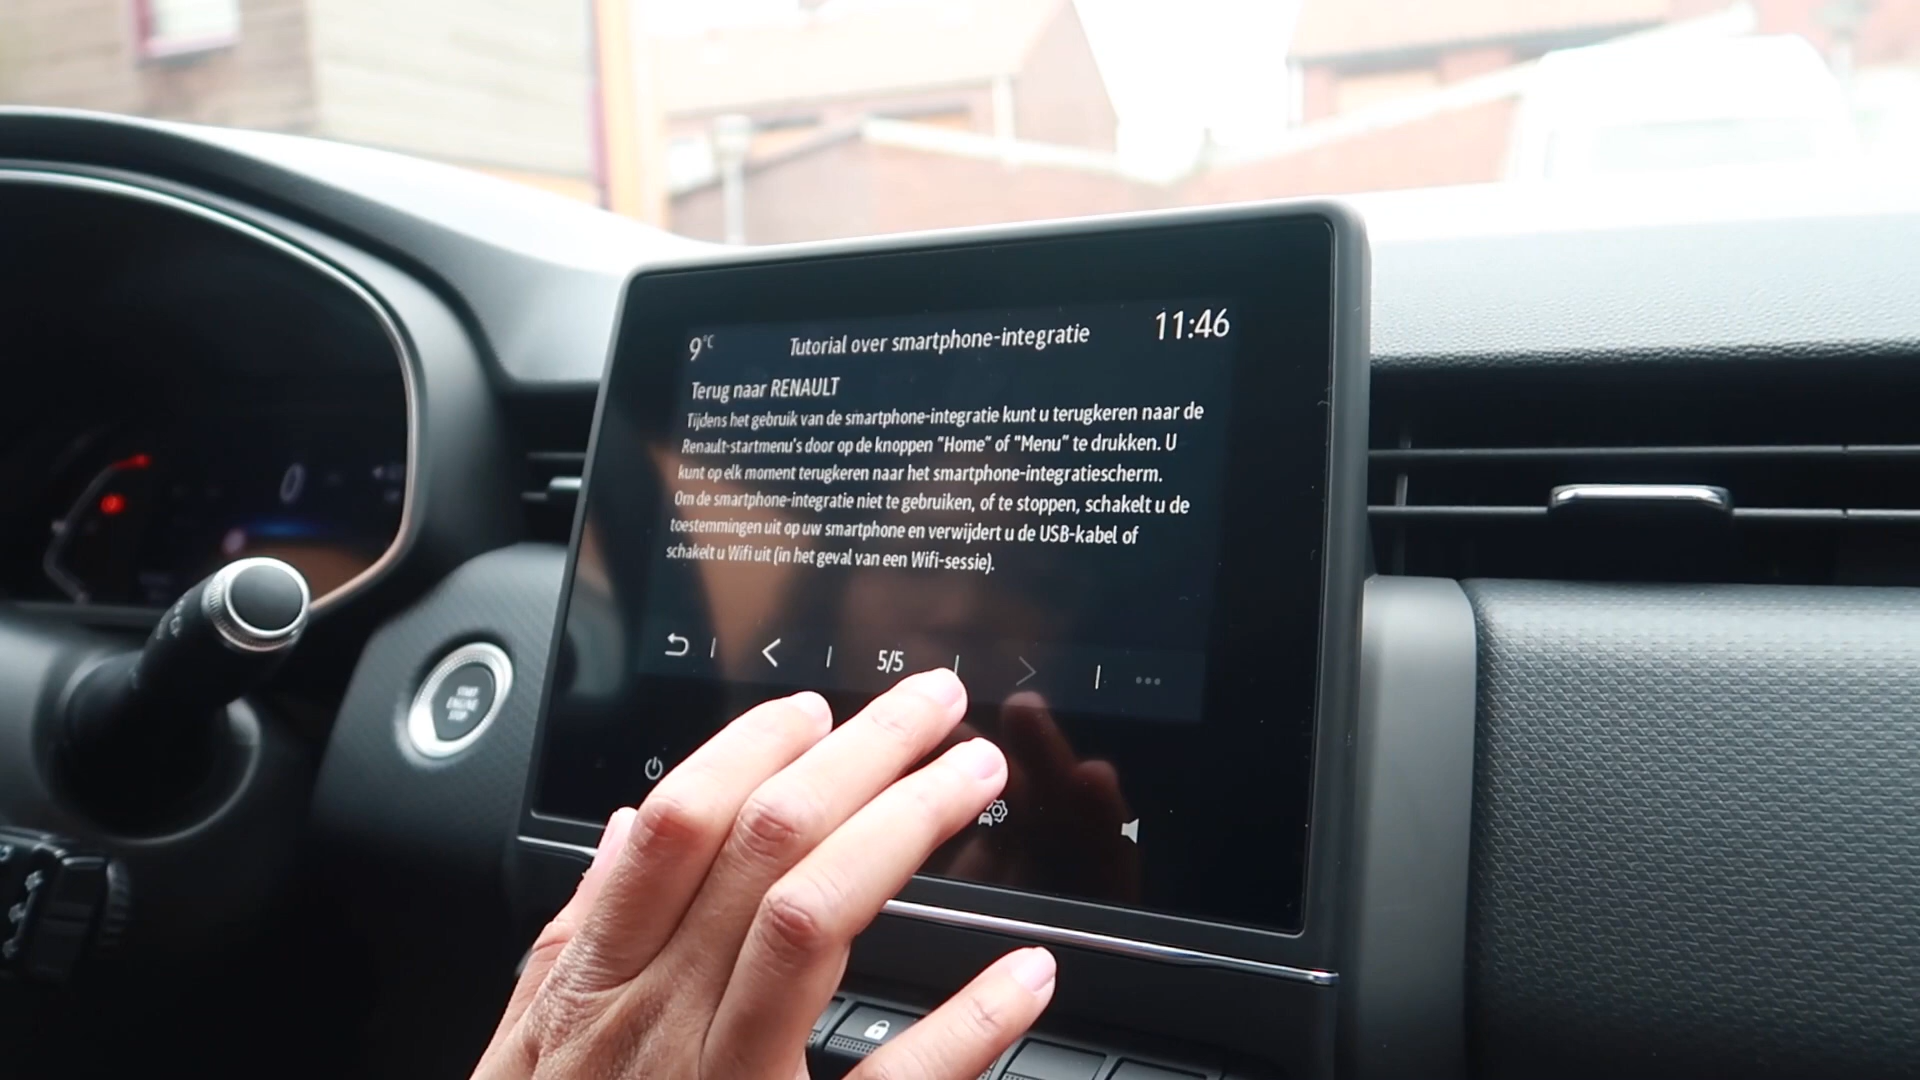 9°C
Tutorial over smartphone-integratie
11:46
Terug naar RENAULT
Tijdens het gebruik van de smartphone-integratie kunt u terugkeren naar de
Renault-startmenu's door op de knoppen "Home" of "Menu" te drukken. U
kunt op elk moment terugkeren naar het smartphone-integratiescherm.
Om de smartphone-integratie niet te gebruiken, of te stoppen, schakelt u de
toestemmingen uit op uw smartphone en verwijdert u de USB-kabel of
schakelt u Wifi uit (in het geval van een Wifi-sessie).
5/5
0
START
ENGINE
STOP